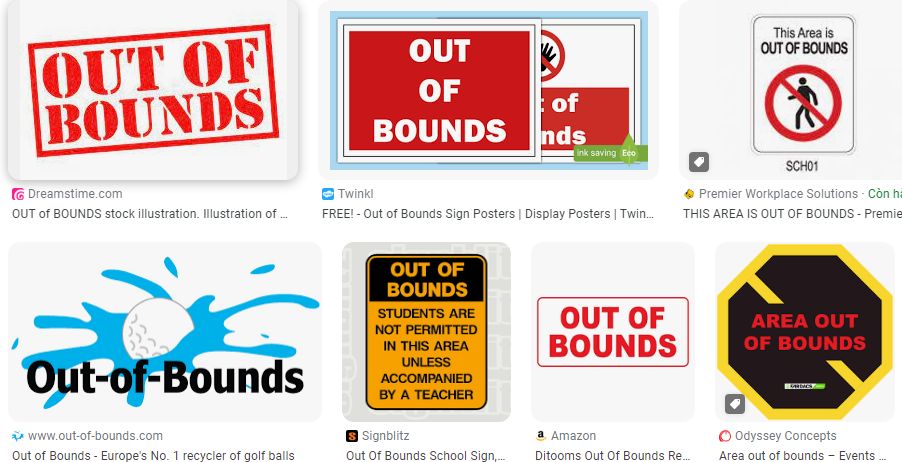 OUT OF
BOUNDS
OUT
OF
BOUNDS
t of
nds
ink saving Eco
This Area is
OUT OF BOUNDS
SCH01
Dreamstime.com
OUT of BOUNDS stock illustration. Illustration of ...
Twinkl
FREE! - Out of Bounds Sign Posters | Display Posters | Twin...
Premier Workplace Solutions · Còn hà
THIS AREA IS OUT OF BOUNDS - Premie
Out-of-Bounds
OUT OF
BOUNDS
STUDENTS ARE
NOT PERMITTED
IN THIS AREA
UNLESS
ACCOMPANIED
BY A TEACHER
OUT OF
BOUNDS
AREA OUT
OF BOUNDS
www.out-of-bounds.com
Out of Bounds - Europe's No. 1 recycler of golf balls
Signblitz
Out Of Bounds School Sign,...
Amazon
Ditooms Out Of Bounds Re...
Odyssey Concepts
Area out of bounds – Events ...